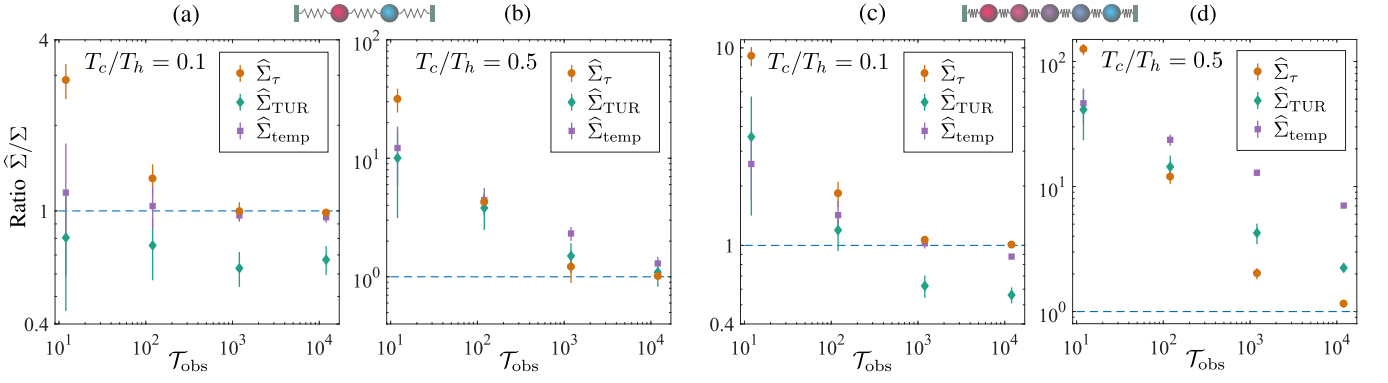 (a) (b) (c) (d)
T_c/T_h = 0.1
Σ̂_τ
Σ̂_TUR
Σ̂_temp
Ratio Σ̂/Σ
4
1
0.4
10^1 10^2 10^3 10^4
𝒯_obs
T_c/T_h = 0.5
Σ̂_τ
Σ̂_TUR
Σ̂_temp
10^2
10^1
10^0
10^1 10^2 10^3 10^4
𝒯_obs
T_c/T_h = 0.1
Σ̂_τ
Σ̂_TUR
Σ̂_temp
10
1
0.4
10^1 10^2 10^3 10^4
𝒯_obs
T_c/T_h = 0.5
Σ̂_τ
Σ̂_TUR
Σ̂_temp
10^2
10^1
10^0
10^1 10^2 10^3 10^4
𝒯_obs